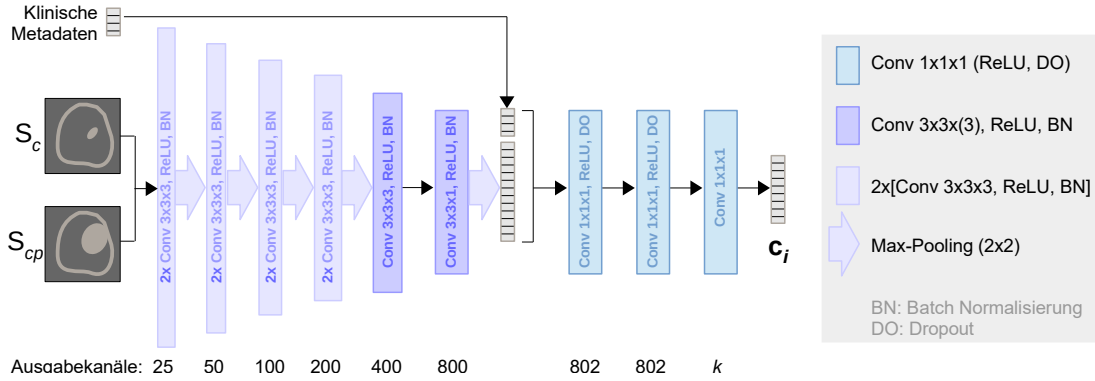 Klinische
Metadaten
S_c
S_cp
2x Conv 3x3x3, ReLU, BN
2x Conv 3x3x3, ReLU, BN
2x Conv 3x3x3, ReLU, BN
2x Conv 3x3x3, ReLU, BN
Conv 3x3x3, ReLU, BN
Conv 3x3x1, ReLU, BN
Conv 1x1x1, ReLU, DO
Conv 1x1x1, ReLU, DO
Conv 1x1x1
c_i
Ausgabekanäle: 25 50 100 200 400 800 802 802 k
Conv 1x1x1 (ReLU, DO)
Conv 3x3x(3), ReLU, BN
2x[Conv 3x3x3, ReLU, BN]
Max-Pooling (2x2)
BN: Batch Normalisierung
DO: Dropout